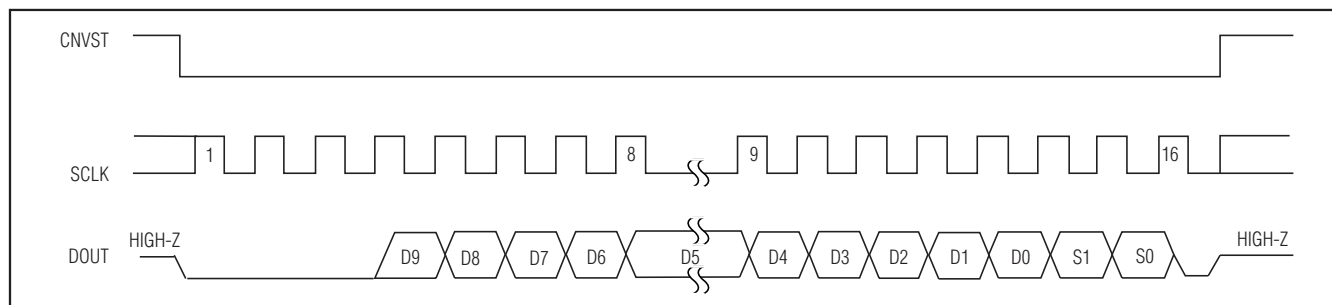 CNVST
1 8 9 16
SCLK
HIGH-Z HIGH-Z
DOUT D9 D8 D7 D6 D5 D4 D3 D2 D1 D0 S1 S0